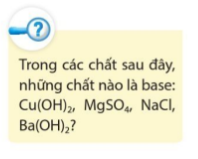 Trong các chất sau đây,
những chất nào là base:
Cu(OH)₂, MgSO₄, NaCl,
Ba(OH)₂?